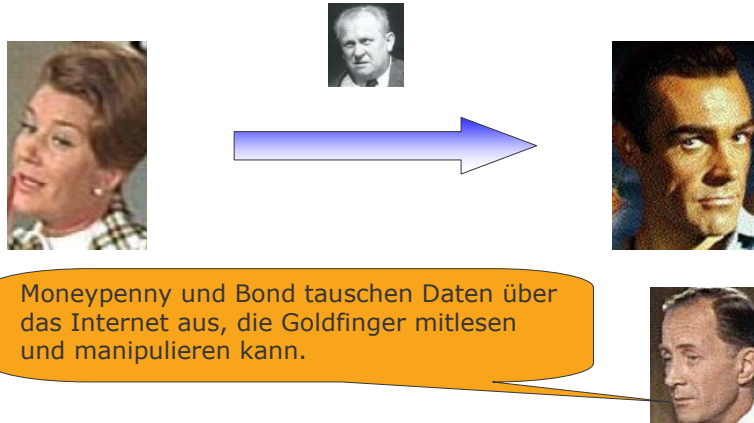 Moneypenny und Bond tauschen Daten über
das Internet aus, die Goldfinger mitlesen
und manipulieren kann.